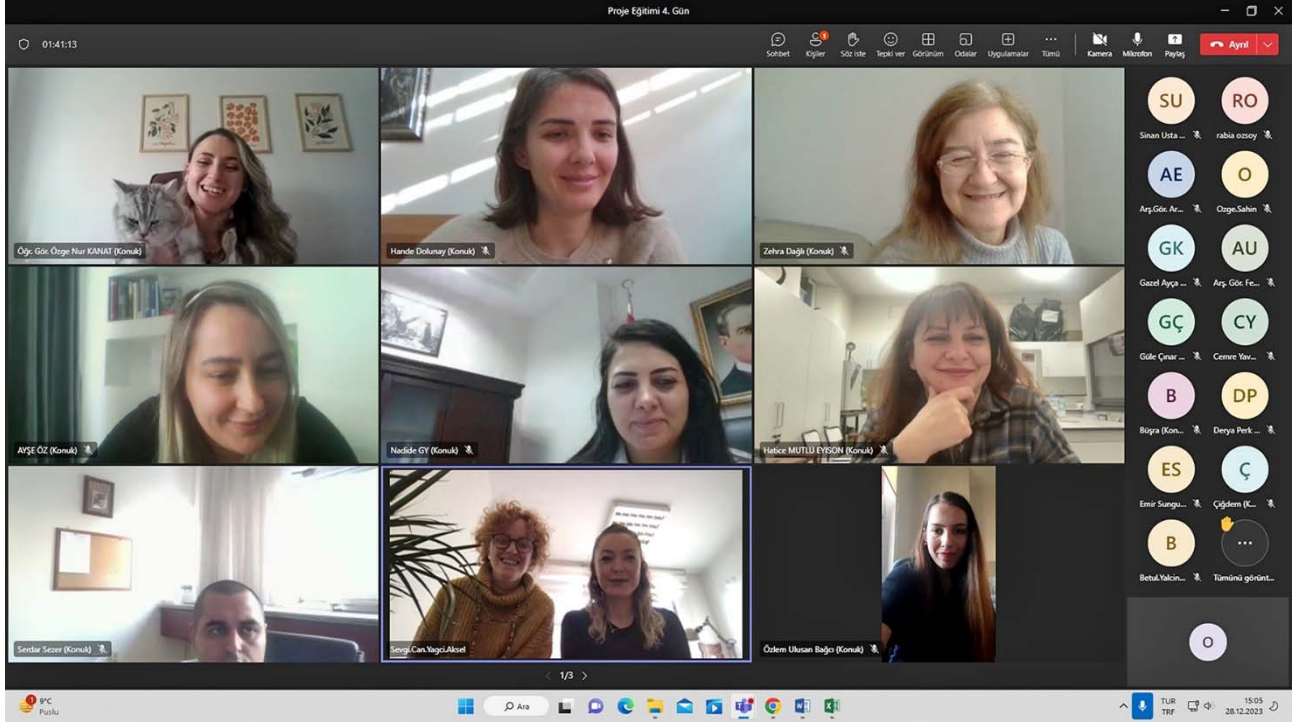 Proje Eğitimi 4. Gün
01:41:13
Sohbet
1
Kişiler
Söz iste
Tepki ver
Görünüm
Odalar
Uygulamalar
Tümü
Kamera
Mikrofon
Paylaş
Ayrıl
Öğr. Gör. Özge Nur KANAT (Konuk)
Hande Dolunay (Konuk)
Zehra Dağlı (Konuk)
AYŞE ÖZ (Konuk)
Nadide GY (Konuk)
Hatice MUTLU EYISON (Konuk)
Serdar Sezer (Konuk)
Sevgi.Can.Yagci.Aksel
Özlem Ulusan Bağcı (Konuk)
SU
RO
Sinan Usta ...
rabia ozsoy
AE
O
Arş.Gör. Ar...
Ozge.Sahin
GK
AU
Gazel Ayça ...
Arş. Gör. Fe...
GÇ
CY
Güle Çınar ...
Cemre Yav...
B
DP
Büşra (Kon...
Derya Perk ...
ES
Ç
Emir Sungu...
Çiğdem (K...
B
...
Betul.Yalcin...
Tümünü görünt...
O
1/3
1
9°C
Puslu
Ara
TUR
TRF
15:05
28.12.2023